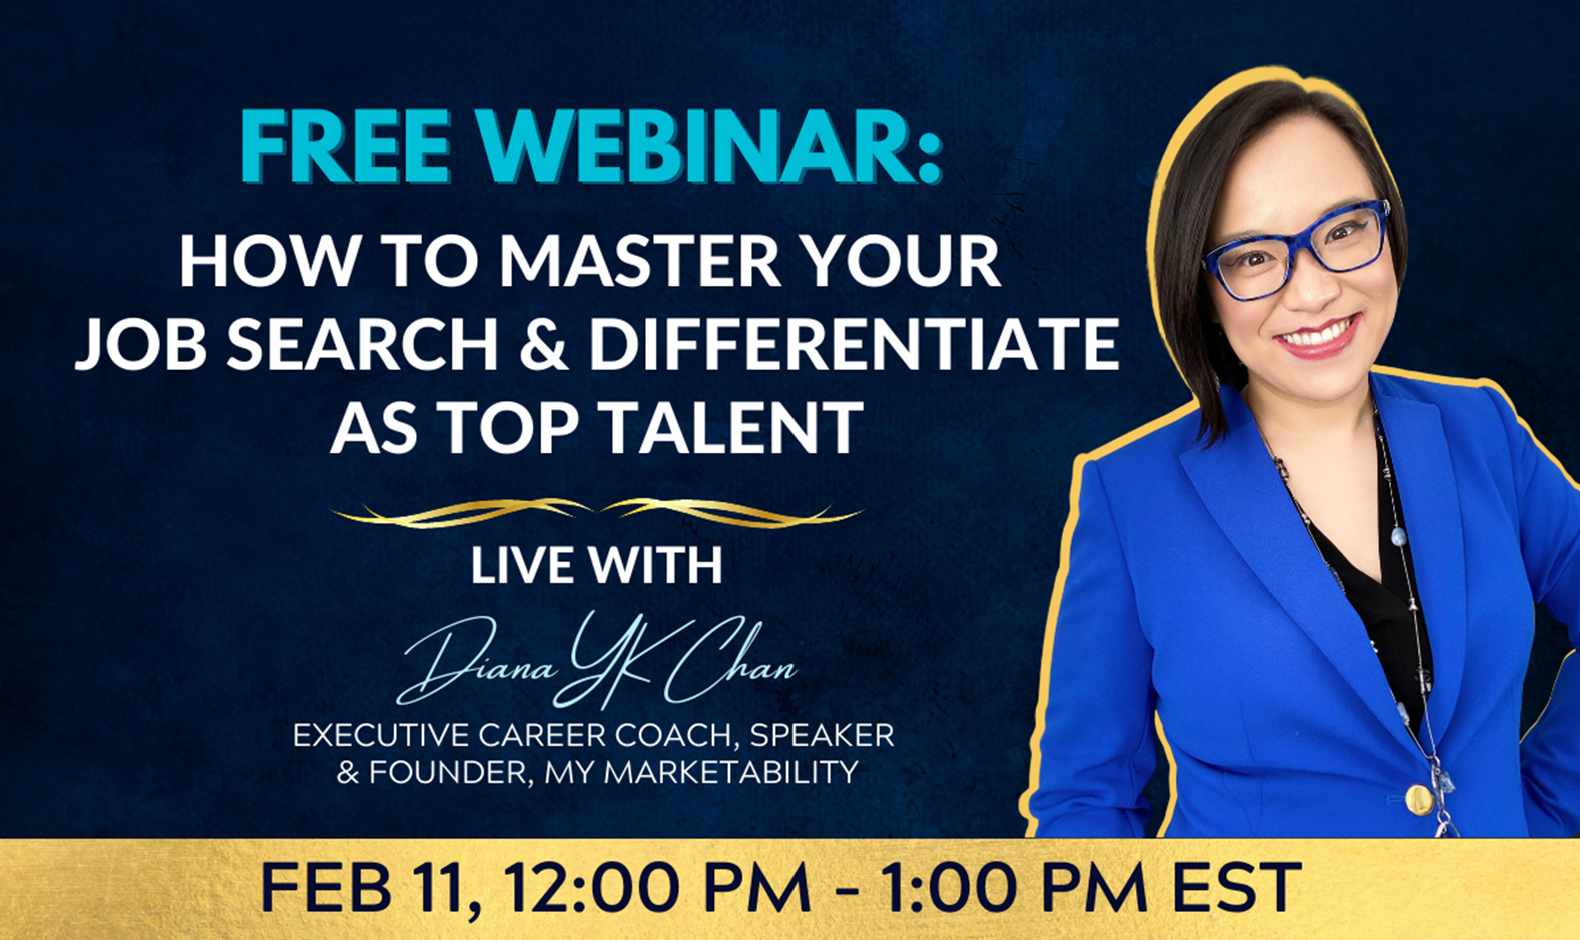 FREE WEBINAR:
HOW TO MASTER YOUR
JOB SEARCH & DIFFERENTIATE
AS TOP TALENT
LIVE WITH
Diana YK Chan
EXECUTIVE CAREER COACH, SPEAKER
& FOUNDER, MY MARKETABILITY
FEB 11, 12:00 PM - 1:00 PM EST